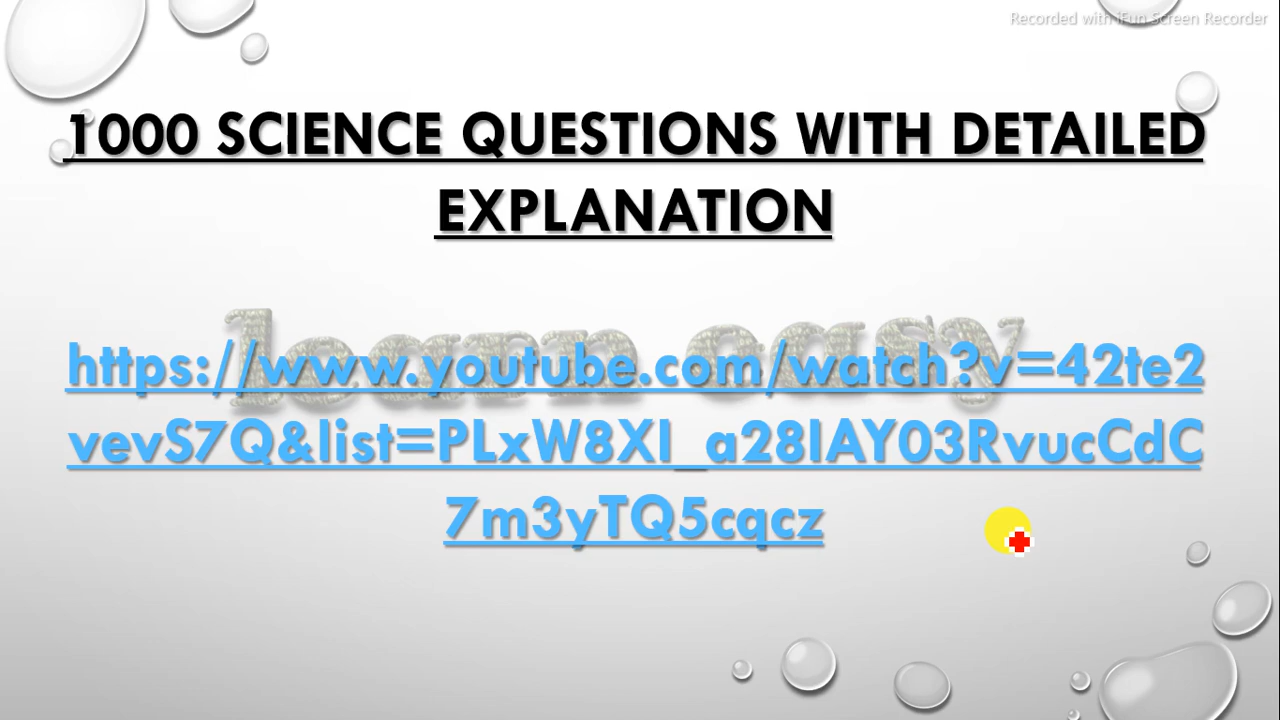 Recorded with iFun Screen Recorder
1000 SCIENCE QUESTIONS WITH DETAILED
EXPLANATION
learn easy
https://www.youtube.com/watch?v=42te2
vevS7Q&list=PLxW8XI_a28IAY03RvucCdC
7m3yTQ5cqcz